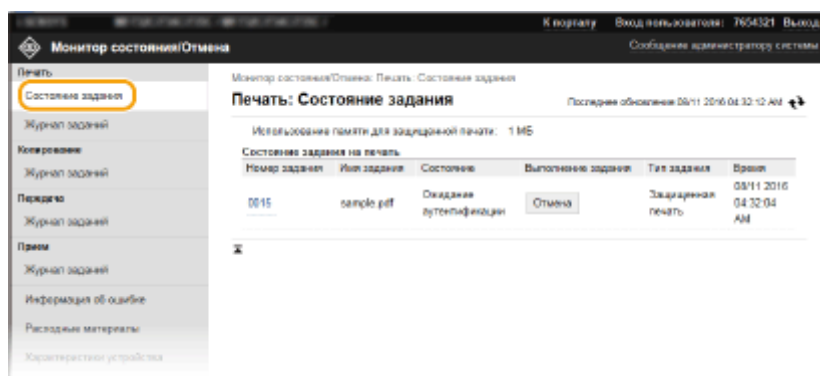 К порталу Вход пользователя: 7654321 Выход
Монитор состояния/Отмена
Сообщение администратору системы
Печать
Состояние задания
Журнал заданий
Копирование
Журнал заданий
Передача
Журнал заданий
Прием
Журнал заданий
Информация об ошибке
Расходные материалы
Характеристики устройства
Монитор состояния/Отмена: Печать: Состояние задания
Печать: Состояние задания
Последнее обновление 08/11 2016 04:32:12 AM
Использование памяти для защищенной печати: 1 МБ
Состояние задания на печать
Номер задания Имя задания Состояние Выполнение задания Тип задания Время
0015 sample.pdf Ожидание аутентификации Отмена Защищенная печать 08/11 2016 04:32:04 AM